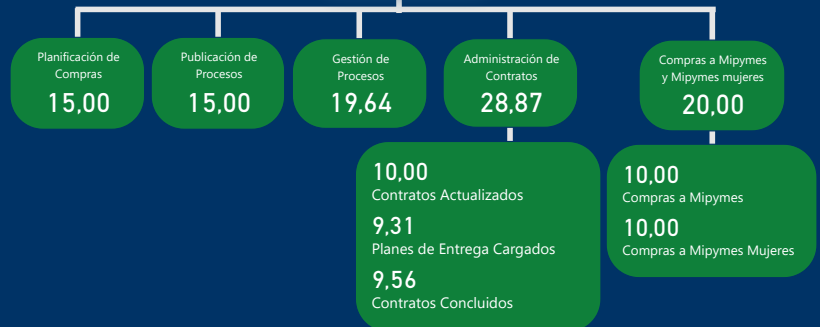 Planificación de
Compras
15,00
Publicación de
Procesos
15,00
Gestión de
Procesos
19,64
Administración de
Contratos
28,87
Compras a Mipymes
y Mipymes mujeres
20,00
10,00
Contratos Actualizados
9,31
Planes de Entrega Cargados
9,56
Contratos Concluidos
10,00
Compras a Mipymes
10,00
Compras a Mipymes Mujeres